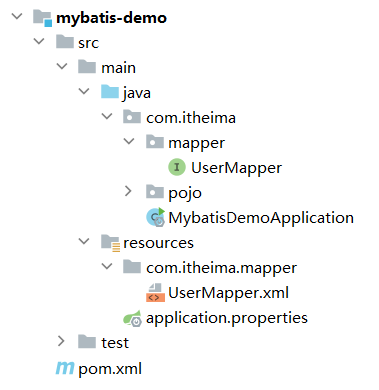 mybatis-demo
src
main
java
com.itheima
mapper
I UserMapper
pojo
C MybatisDemoApplication
resources
com.itheima.mapper
UserMapper.xml
application.properties
test
m pom.xml